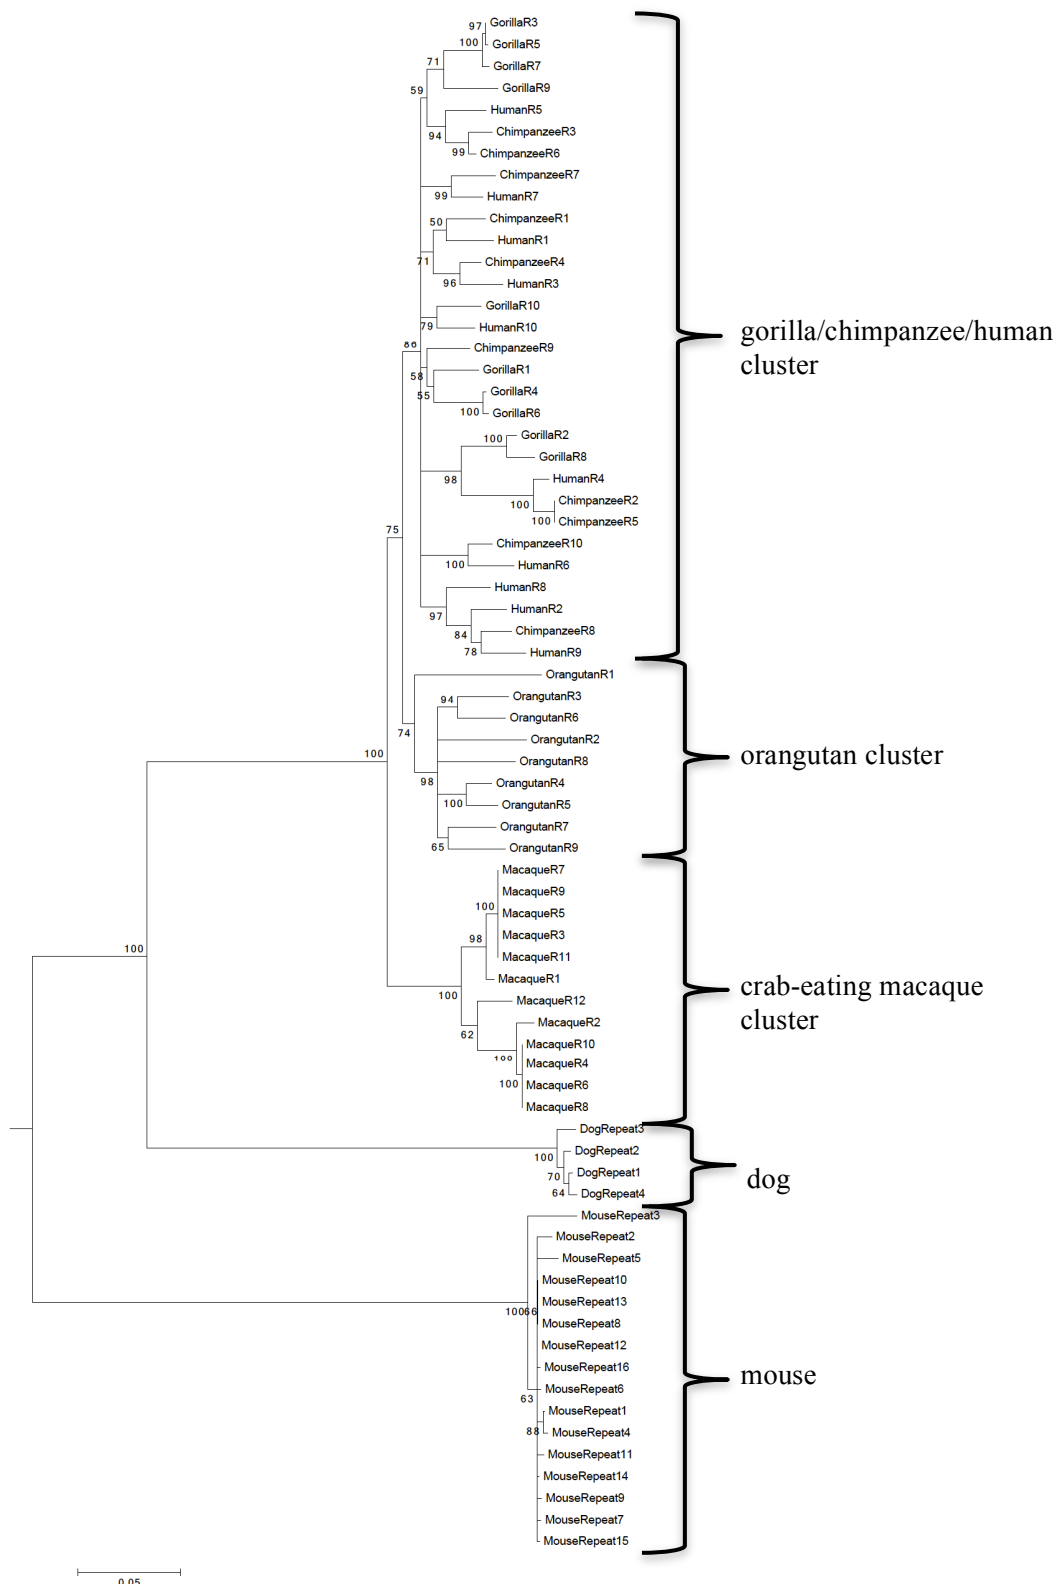 97
GorillaR3
100
GorillaR5
GorillaR7
71
GorillaR9
59
HumanR5
94
ChimpanzeeR3
99
ChimpanzeeR6
ChimpanzeeR7
99
HumanR7
50
ChimpanzeeR1
HumanR1
71
ChimpanzeeR4
96
HumanR3
GorillaR10
79
HumanR10
86
ChimpanzeeR9
58
GorillaR1
55
GorillaR4
100
GorillaR6
100
GorillaR2
GorillaR8
98
HumanR4
100
ChimpanzeeR2
100
ChimpanzeeR5
75
ChimpanzeeR10
100
HumanR6
HumanR8
97
HumanR2
84
ChimpanzeeR8
78
HumanR9
gorilla/chimpanzee/human
cluster
OrangutanR1
94
OrangutanR3
OrangutanR6
74
OrangutanR2
100
OrangutanR8
98
OrangutanR4
100
OrangutanR5
OrangutanR7
65
OrangutanR9
orangutan cluster
MacaqueR7
MacaqueR9
100
MacaqueR5
98
MacaqueR3
100
MacaqueR11
MacaqueR1
100
MacaqueR12
62
MacaqueR2
100
MacaqueR10
MacaqueR4
100
MacaqueR6
MacaqueR8
crab-eating macaque
cluster
DogRepeat3
100
DogRepeat2
70
DogRepeat1
64
DogRepeat4
dog
MouseRepeat3
MouseRepeat2
MouseRepeat5
MouseRepeat10
MouseRepeat13
100
66
MouseRepeat8
MouseRepeat12
MouseRepeat16
63
MouseRepeat6
MouseRepeat1
88
MouseRepeat4
MouseRepeat11
MouseRepeat14
MouseRepeat9
MouseRepeat7
MouseRepeat15
mouse
0.05